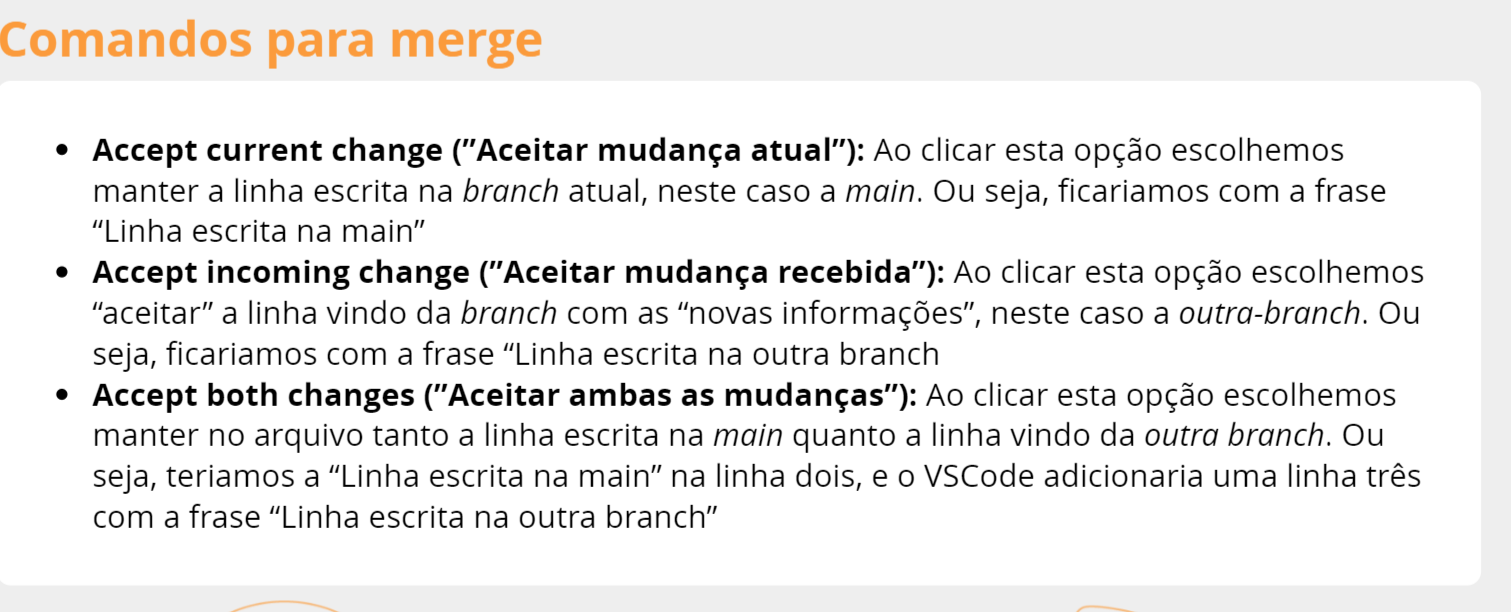 Comandos para merge
• Accept current change (”Aceitar mudança atual”): Ao clicar esta opção escolhemos
manter a linha escrita na branch atual, neste caso a main. Ou seja, ficariamos com a frase
“Linha escrita na main”
• Accept incoming change (”Aceitar mudança recebida”): Ao clicar esta opção escolhemos
“aceitar” a linha vindo da branch com as “novas informações”, neste caso a outra-branch. Ou
seja, ficariamos com a frase “Linha escrita na outra branch
• Accept both changes (”Aceitar ambas as mudanças”): Ao clicar esta opção escolhemos
manter no arquivo tanto a linha escrita na main quanto a linha vindo da outra branch. Ou
seja, teriamos a “Linha escrita na main” na linha dois, e o VSCode adicionaria uma linha três
com a frase “Linha escrita na outra branch”